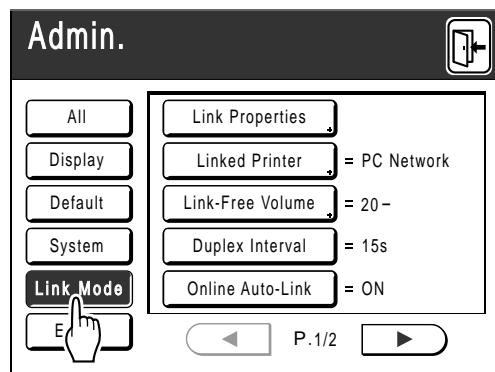 Admin.
All
Link Properties
Display
Linked Printer = PC Network
Default
Link-Free Volume = 20–
System
Duplex Interval = 15s
Link Mode
Online Auto-Link = ON
P.1/2